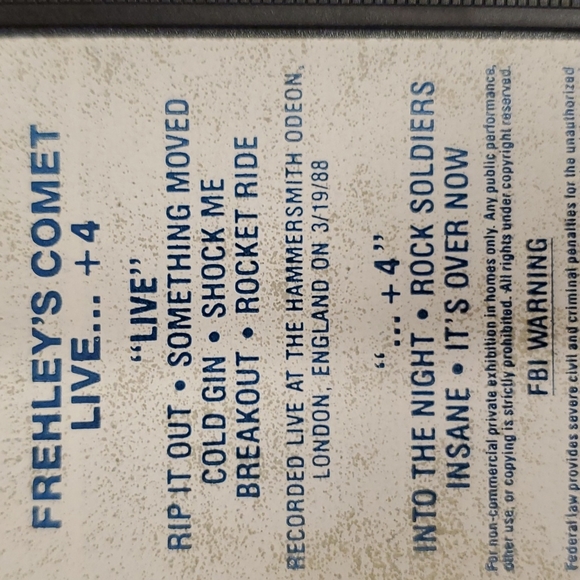 FREHLEY'S COMET
LIVE... +4
"LIVE"
RIP IT OUT • SOMETHING MOVED
COLD GIN • SHOCK ME
BREAKOUT • ROCKET RIDE
RECORDED LIVE AT THE HAMMERSMITH ODEON,
LONDON, ENGLAND ON 3/19/88
"... +4"
INTO THE NIGHT • ROCK SOLDIERS
INSANE • IT'S OVER NOW
For non-commercial private exhibition in homes only. Any public performance,
other use, or copying is strictly prohibited. All rights under copyright reserved.
FBI WARNING
Federal law provides severe civil and criminal penalties for the unauthorized